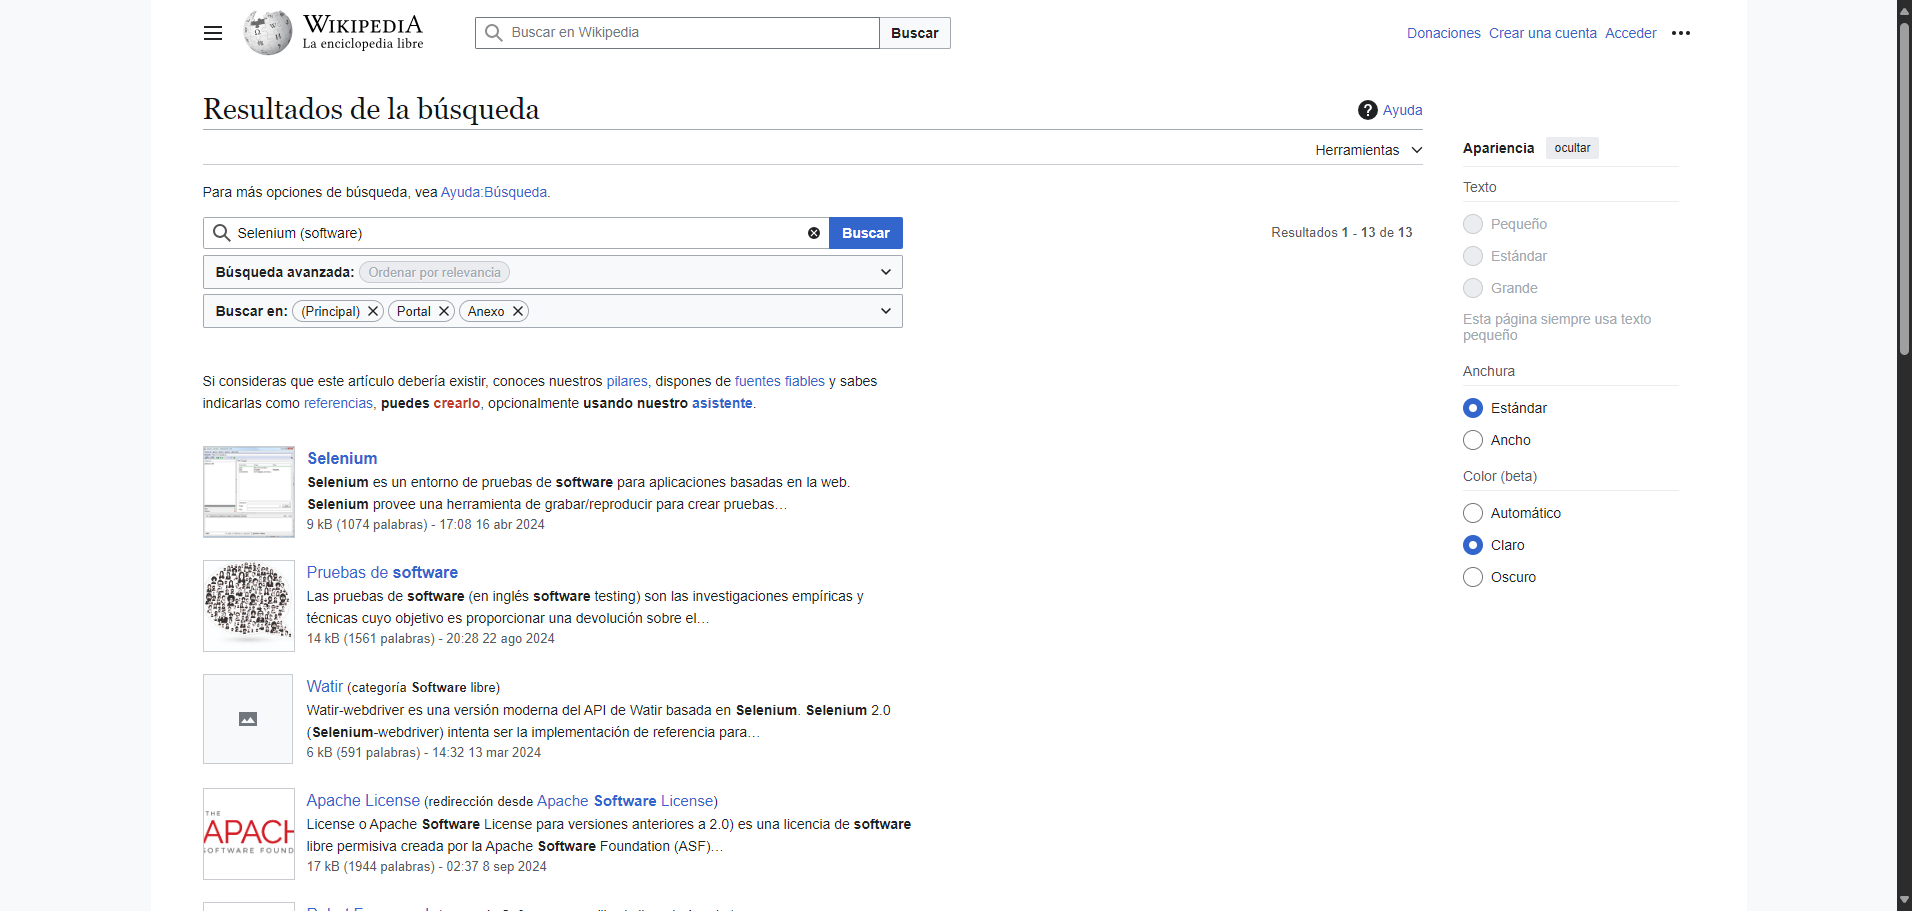 WIKIPEDIA
La enciclopedia libre
Buscar en Wikipedia
Buscar
Donaciones Crear una cuenta Acceder
Resultados de la búsqueda
Ayuda
Herramientas
Para más opciones de búsqueda, vea Ayuda:Búsqueda.
Selenium (software)
Buscar
Resultados 1 - 13 de 13
Búsqueda avanzada: Ordenar por relevancia
Buscar en: (Principal) Portal Anexo
Si consideras que este artículo debería existir, conoces nuestros pilares, dispones de fuentes fiables y sabes
indicarlas como referencias, puedes crearlo, opcionalmente usando nuestro asistente.
Selenium
Selenium es un entorno de pruebas de software para aplicaciones basadas en la web.
Selenium provee una herramienta de grabar/reproducir para crear pruebas…
9 kB (1074 palabras) - 17:08 16 abr 2024
Pruebas de software
Las pruebas de software (en inglés software testing) son las investigaciones empíricas y
técnicas cuyo objetivo es proporcionar una devolución sobre el…
14 kB (1561 palabras) - 20:28 22 ago 2024
Watir (categoría Software libre)
Watir-webdriver es una versión moderna del API de Watir basada en Selenium. Selenium 2.0
(Selenium-webdriver) intenta ser la implementación de referencia para…
6 kB (591 palabras) - 14:32 13 mar 2024
THE
APACH
SOFTWARE FOUND
Apache License (redirección desde Apache Software License)
License o Apache Software License para versiones anteriores a 2.0) es una licencia de software
libre permisiva creada por la Apache Software Foundation (ASF)…
17 kB (1944 palabras) - 02:37 8 sep 2024
Apariencia ocultar
Texto
Pequeño
Estándar
Grande
Esta página siempre usa texto
pequeño
Anchura
Estándar
Ancho
Color (beta)
Automático
Claro
Oscuro